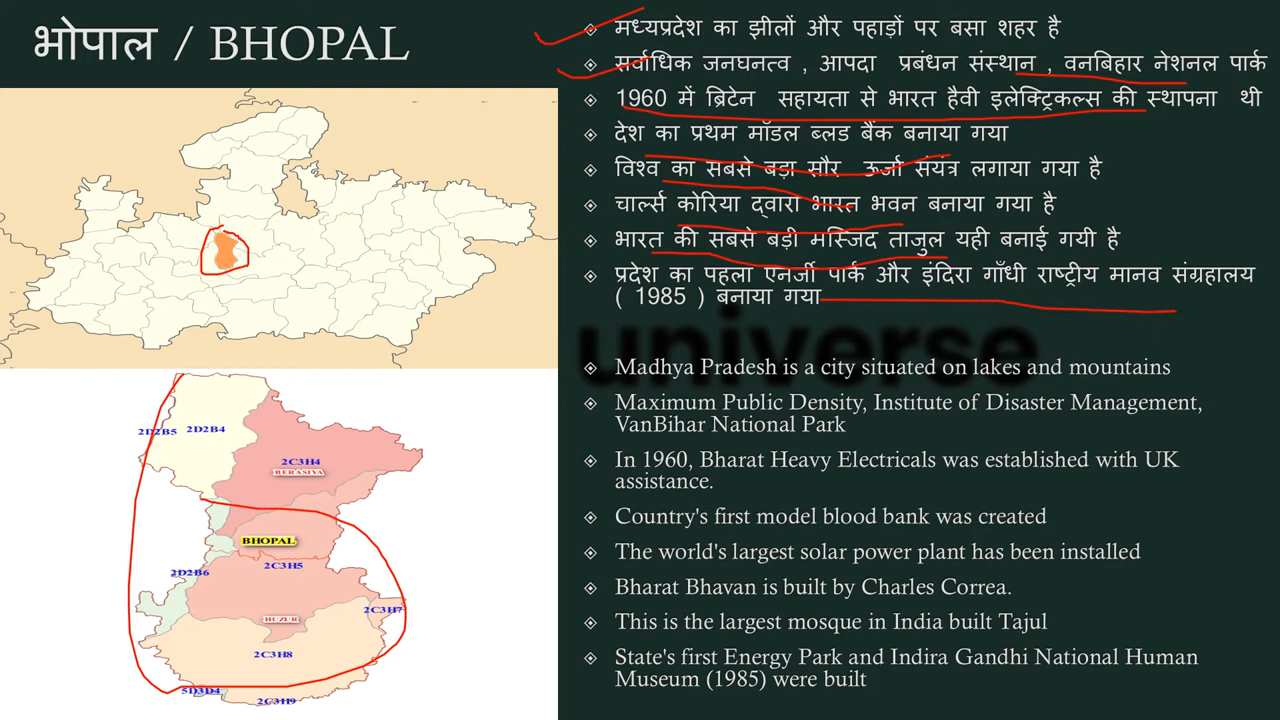 भोपाल / BHOPAL
मध्यप्रदेश का झीलों और पहाड़ों पर बसा शहर है
सर्वाधिक जनघनत्व , आपदा प्रबंधन संस्थान , वनबिहार नेशनल पार्क
1960 में ब्रिटेन सहायता से भारत हैवी इलेक्ट्रिकल्स की स्थापना थी
देश का प्रथम मॉडल ब्लड बैंक बनाया गया
विश्व का सबसे बड़ा सौर ऊर्जा संयंत्र लगाया गया है
चार्ल्स कोरिया द्वारा भारत भवन बनाया गया है
भारत की सबसे बड़ी मस्जिद ताजुल यही बनाई गयी है
प्रदेश का पहला एनर्जी पार्क और इंदिरा गाँधी राष्ट्रीय मानव संग्रहालय
( 1985 ) बनाया गया
universe
Madhya Pradesh is a city situated on lakes and mountains
Maximum Public Density, Institute of Disaster Management,
VanBihar National Park
In 1960, Bharat Heavy Electricals was established with UK
assistance.
Country's first model blood bank was created
The world's largest solar power plant has been installed
Bharat Bhavan is built by Charles Correa.
This is the largest mosque in India built Tajul
State's first Energy Park and Indira Gandhi National Human
Museum (1985) were built
2D2B5 2D2B4
2C3H4
BERASIYA
BHOPAL
2C3H5
2D2B6
2C3H7
HUZUR
2C3H8
5D3D4
2C3H9